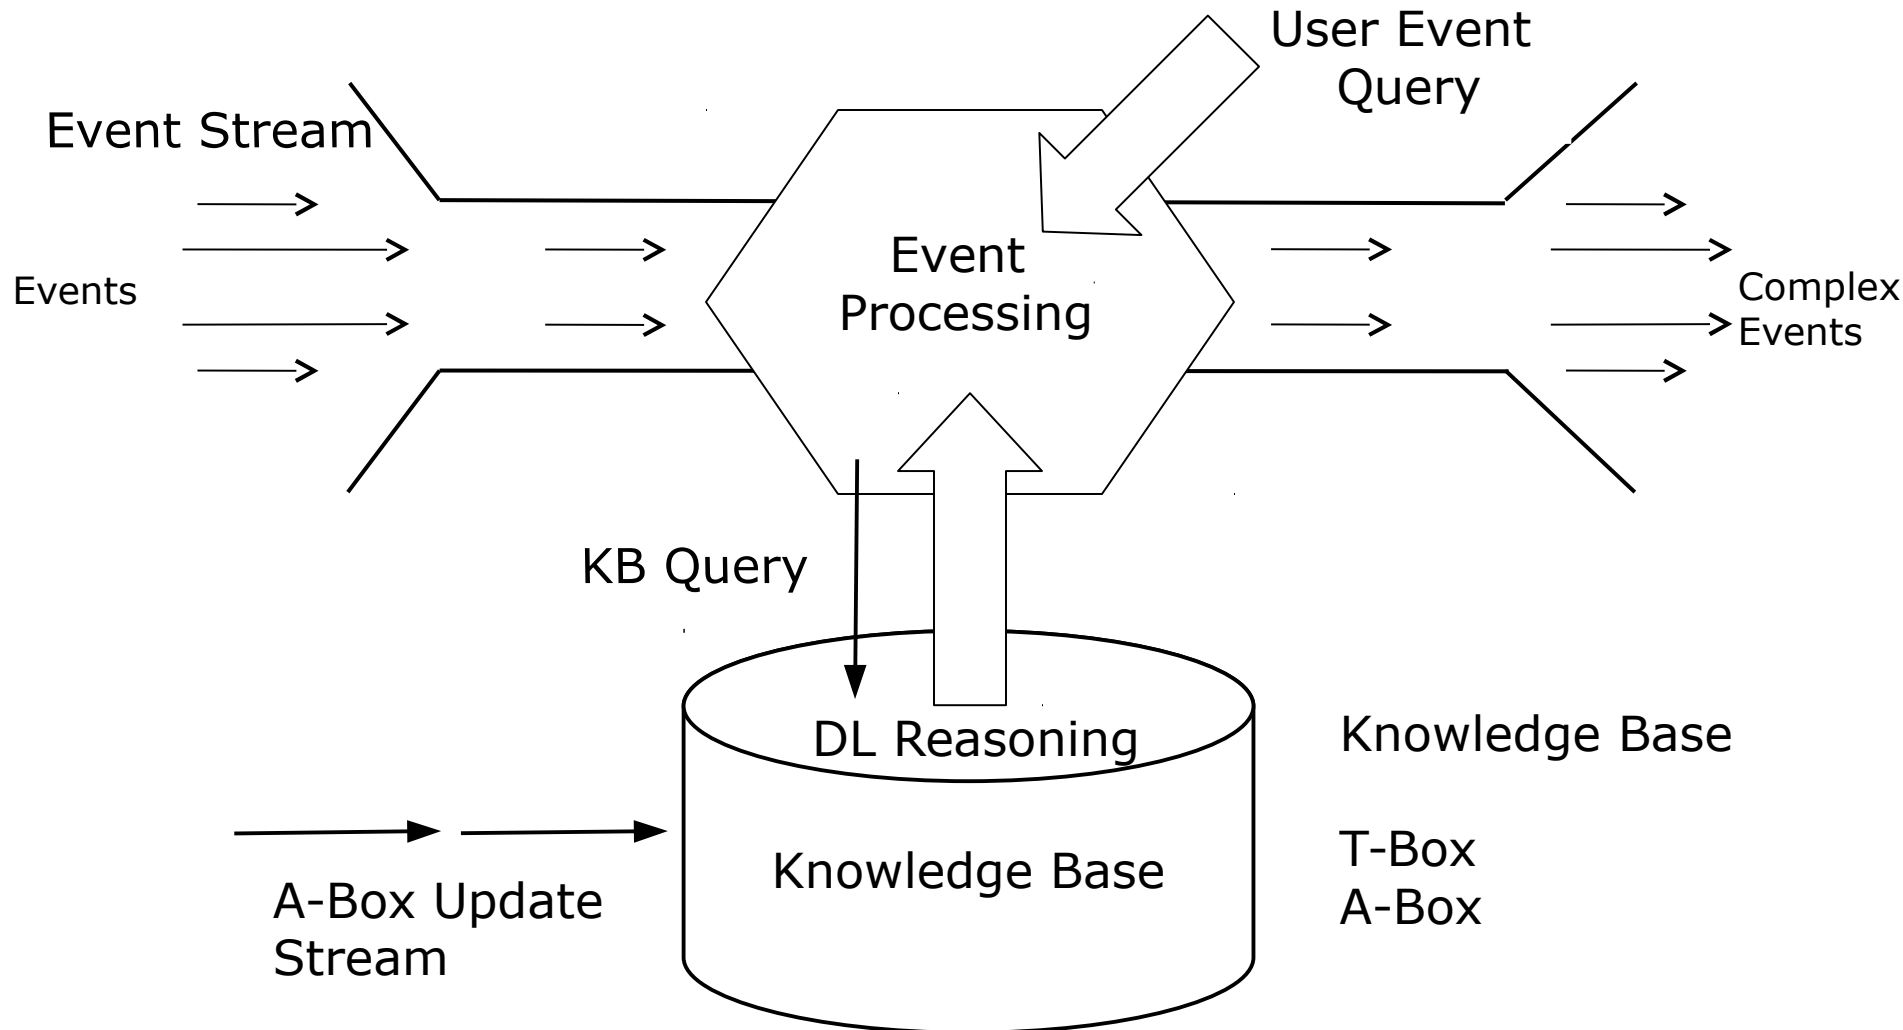 User Event
Query
Event Stream
Events
Event
Processing
Complex
Events
KB Query
DL Reasoning
Knowledge Base
Knowledge Base
T-Box
A-Box
A-Box Update
Stream